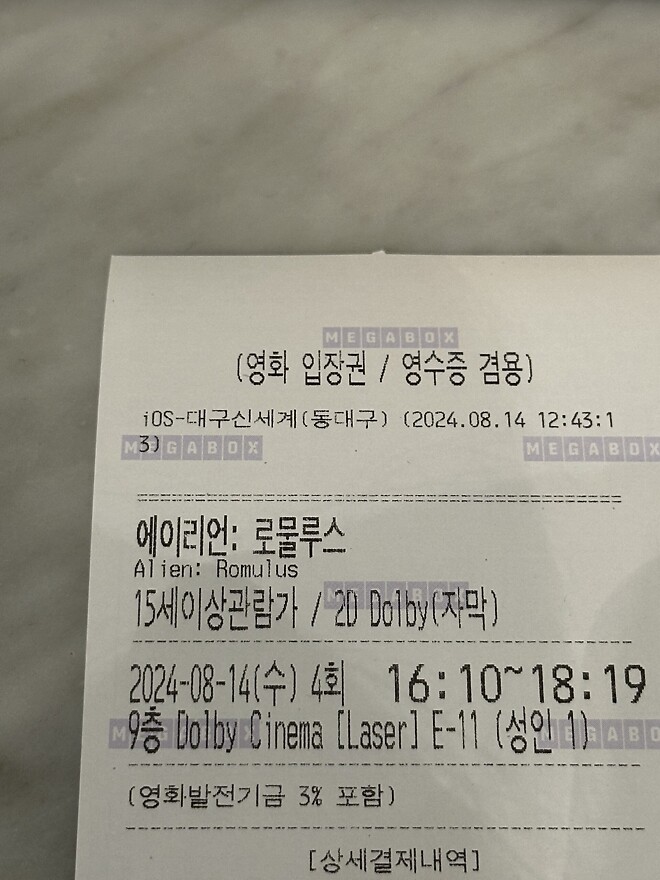 MEGABOX
(영화 입장권 / 영수증 겸용)
iOS-대구신세계(동대구) (2024.08.14 12:43:1
3)
MEGABOX MEGABOX
에이리언: 로물루스
Alien: Romulus
MEGABOX
15세이상관람가 / 2D Dolby(자막)
2024-08-14(수) 4회 16:10~18:19
9층 Dolby Cinema [Laser] E-11 (성인 1)
MEGABOX MEGABO
(영화발전기금 3% 포함)
[상세결제내역]